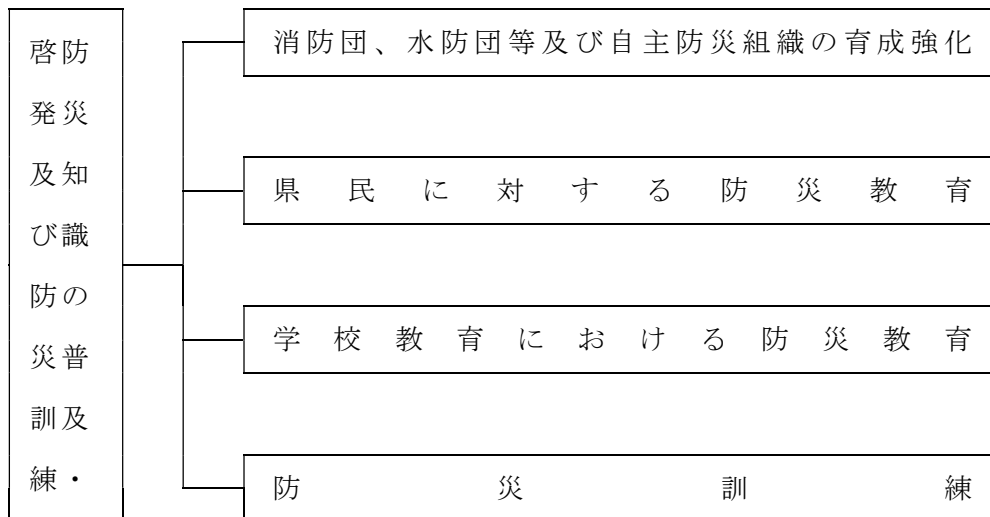 防災知識の普及・
啓発及び防災訓練
消防団、水防団等及び自主防災組織の育成強化
県民に対する防災教育
学校教育における防災教育
防災訓練